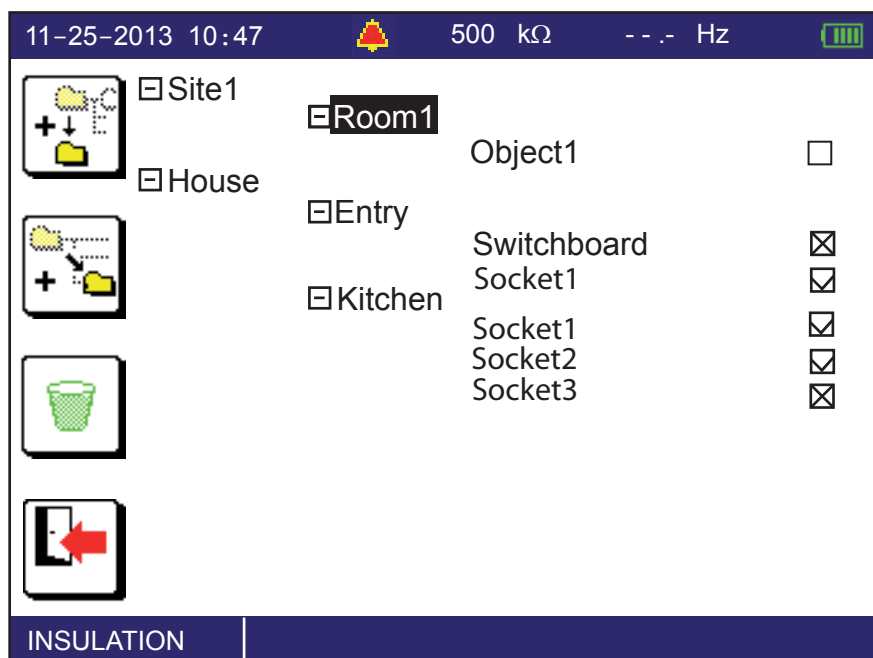 11-25-2013 10:47 500 kΩ - - .- Hz
Site1
Room1
Object1
House
Entry
Switchboard
Socket1
Kitchen
Socket1
Socket2
Socket3
INSULATION